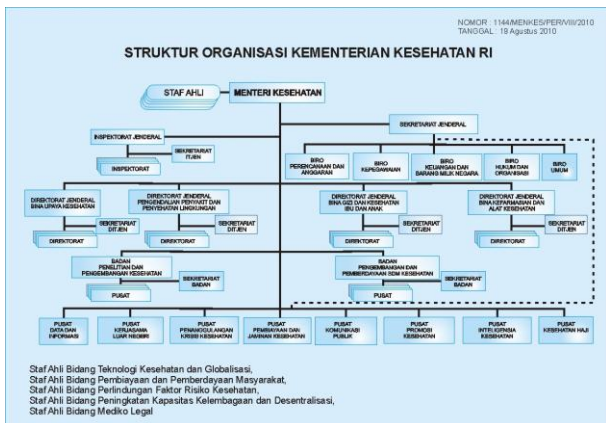 NOMOR : 1144/MENKES/PER/VIII/2010
TANGGAL : 19 Agustus 2010
STRUKTUR ORGANISASI KEMENTERIAN KESEHATAN RI
STAF AHLI
MENTERI KESEHATAN
SEKRETARIAT JENDERAL
INSPEKTORAT JENDERAL
SEKRETARIAT
ITJEN
INSPEKTORAT
BIRO
PERENCANAAN DAN
ANGGARAN
BIRO
KEPEGAWAIAN
BIRO
KEUANGAN DAN
BARANG MILIK NEGARA
BIRO
HUKUM DAN
ORGANISASI
BIRO
UMUM
DIREKTORAT JENDERAL
BINA UPAYA KESEHATAN
SEKRETARIAT
DITJEN
DIREKTORAT
DIREKTORAT JENDERAL
PENGENDALIAN PENYAKIT DAN
PENYEHATAN LINGKUNGAN
SEKRETARIAT
DITJEN
DIREKTORAT
DIREKTORAT JENDERAL
BINA GIZI DAN KESEHATAN
IBU DAN ANAK
SEKRETARIAT
DITJEN
DIREKTORAT
DIREKTORAT JENDERAL
BINA KEFARMASIAN DAN
ALAT KESEHATAN
SEKRETARIAT
DITJEN
DIREKTORAT
BADAN
PENELITIAN DAN
PENGEMBANGAN KESEHATAN
SEKRETARIAT
BADAN
PUSAT
BADAN
PENGEMBANGAN DAN
PEMBERDAYAAN SDM KESEHATAN
SEKRETARIAT
BADAN
PUSAT
PUSAT
DATA DAN
INFORMASI
PUSAT
KERJASAMA
LUAR NEGERI
PUSAT
PENANGGULANGAN
KRISIS KESEHATAN
PUSAT
PEMBIAYAAN DAN
JAMINAN KESEHATAN
PUSAT
KOMUNIKASI
PUBLIK
PUSAT
PROMOSI
KESEHATAN
PUSAT
INTELIGENSIA
KESEHATAN
PUSAT
KESEHATAN HAJI
Staf Ahli Bidang Teknologi Kesehatan dan Globalisasi,
Staf Ahli Bidang Pembiayaan dan Pemberdayaan Masyarakat,
Staf Ahli Bidang Perlindungan Faktor Risiko Kesehatan,
Staf Ahli Bidang Peningkatan Kapasitas Kelembagaan dan Desentralisasi,
Staf Ahli Bidang Mediko Legal